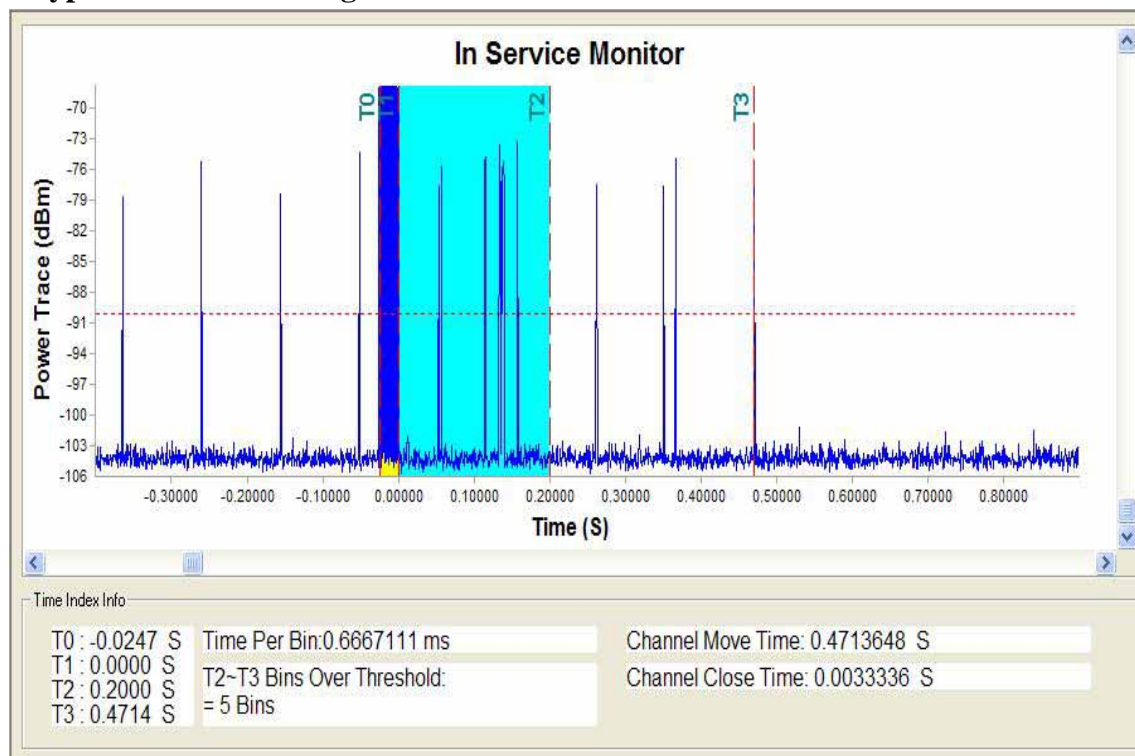 In Service Monitor
T0 T1 T2 T3
Power Trace (dBm)
-70
-73
-76
-79
-82
-85
-88
-91
-94
-97
-100
-103
-106
-0.30000 -0.20000 -0.10000 0.00000 0.10000 0.20000 0.30000 0.40000 0.50000 0.60000 0.70000 0.80000
Time (S)
Time Index Info
T0 : -0.0247 S
T1 : 0.0000 S
T2 : 0.2000 S
T3 : 0.4714 S
Time Per Bin:0.6667111 ms
T2~T3 Bins Over Threshold:
= 5 Bins
Channel Move Time: 0.4713648 S
Channel Close Time: 0.0033336 S